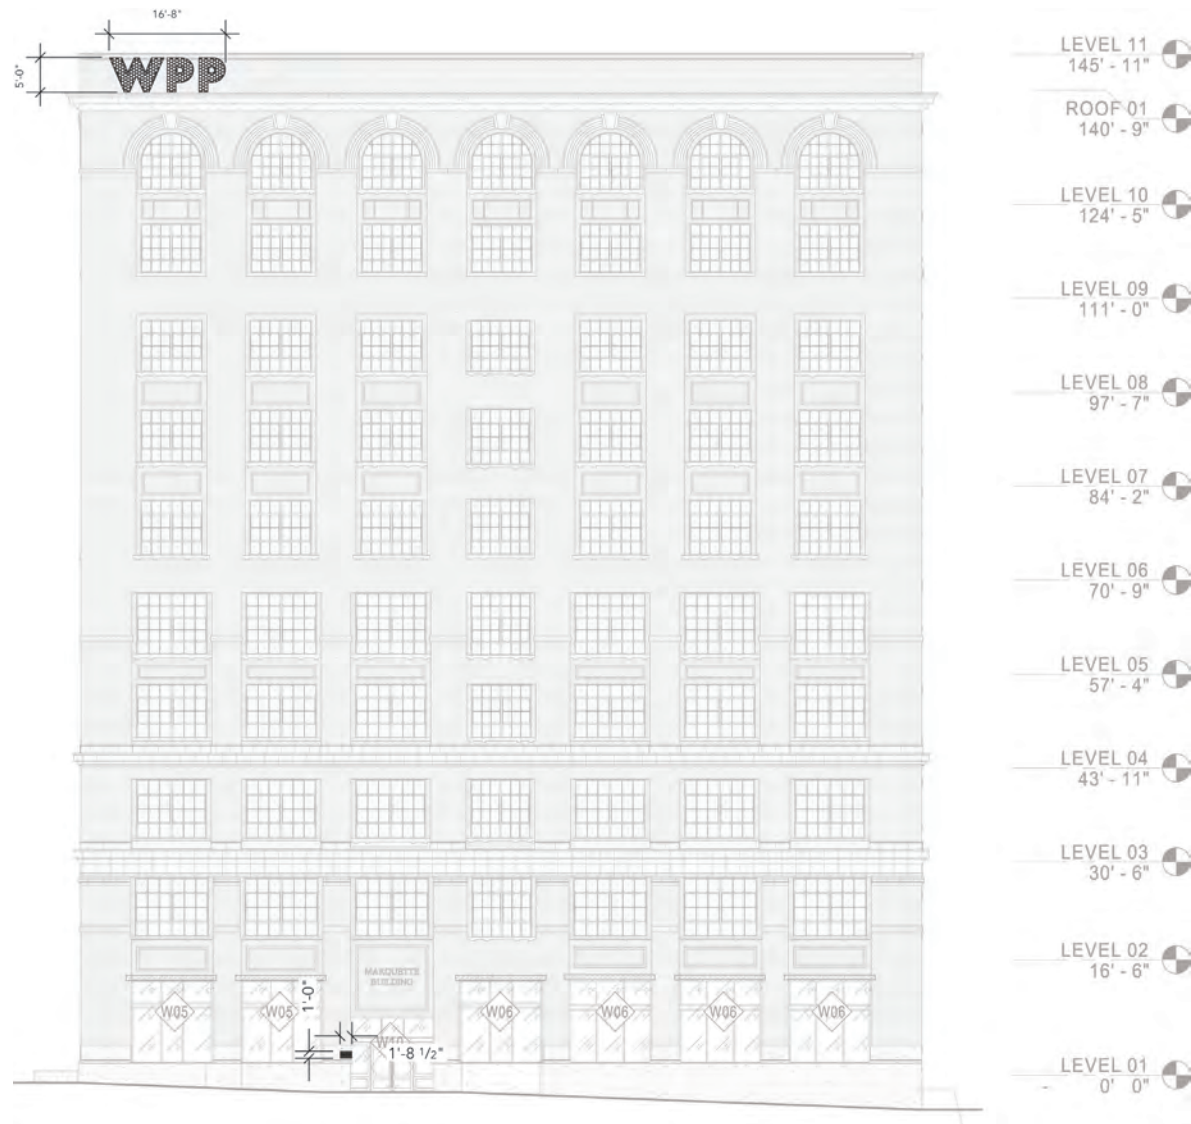 16'-8"
5'-0"
WPP
LEVEL 11
145' - 11"
ROOF 01
140' - 9"
LEVEL 10
124' - 5"
LEVEL 09
111' - 0"
LEVEL 08
97' - 7"
LEVEL 07
84' - 2"
LEVEL 06
70' - 9"
LEVEL 05
57' - 4"
LEVEL 04
43' - 11"
LEVEL 03
30' - 6"
LEVEL 02
16' - 6"
MARQUETTE
BUILDING
W05 W05 W06 W06 W06 W06
1'-0"
W10
1'-8 1/2"
LEVEL 01
0' 0"